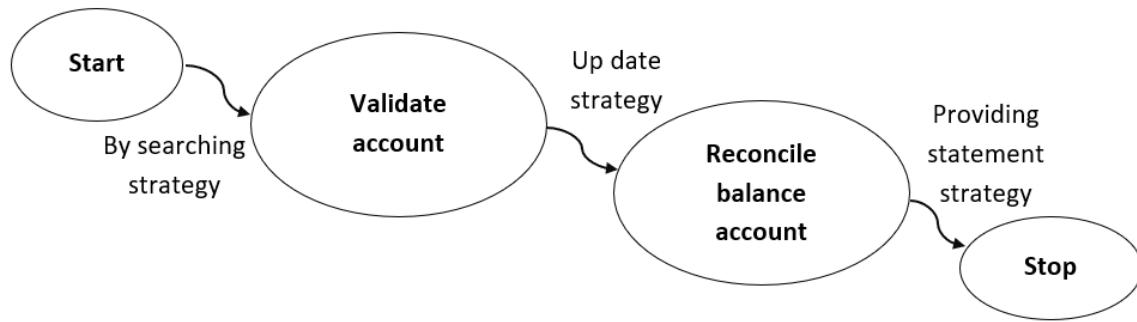 Start
By searching
strategy
Validate
account
Up date
strategy
Reconcile
balance
account
Providing
statement
strategy
Stop